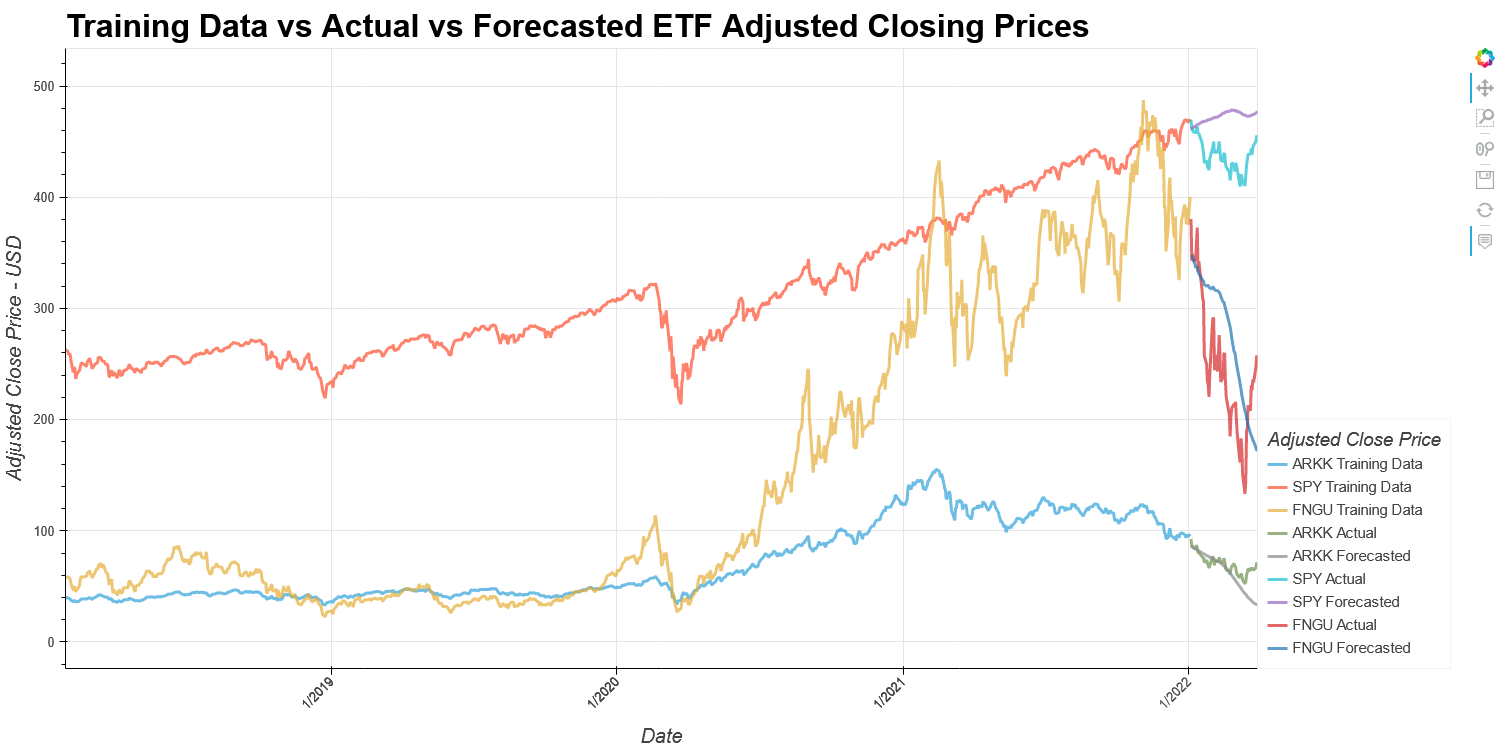 Training Data vs Actual vs Forecasted ETF Adjusted Closing Prices
Adjusted Close Price - USD
500
400
300
200
100
0
1/2019
1/2020
1/2021
1/2022
Date
Adjusted Close Price
ARKK Training Data
SPY Training Data
FNGU Training Data
ARKK Actual
ARKK Forecasted
SPY Actual
SPY Forecasted
FNGU Actual
FNGU Forecasted